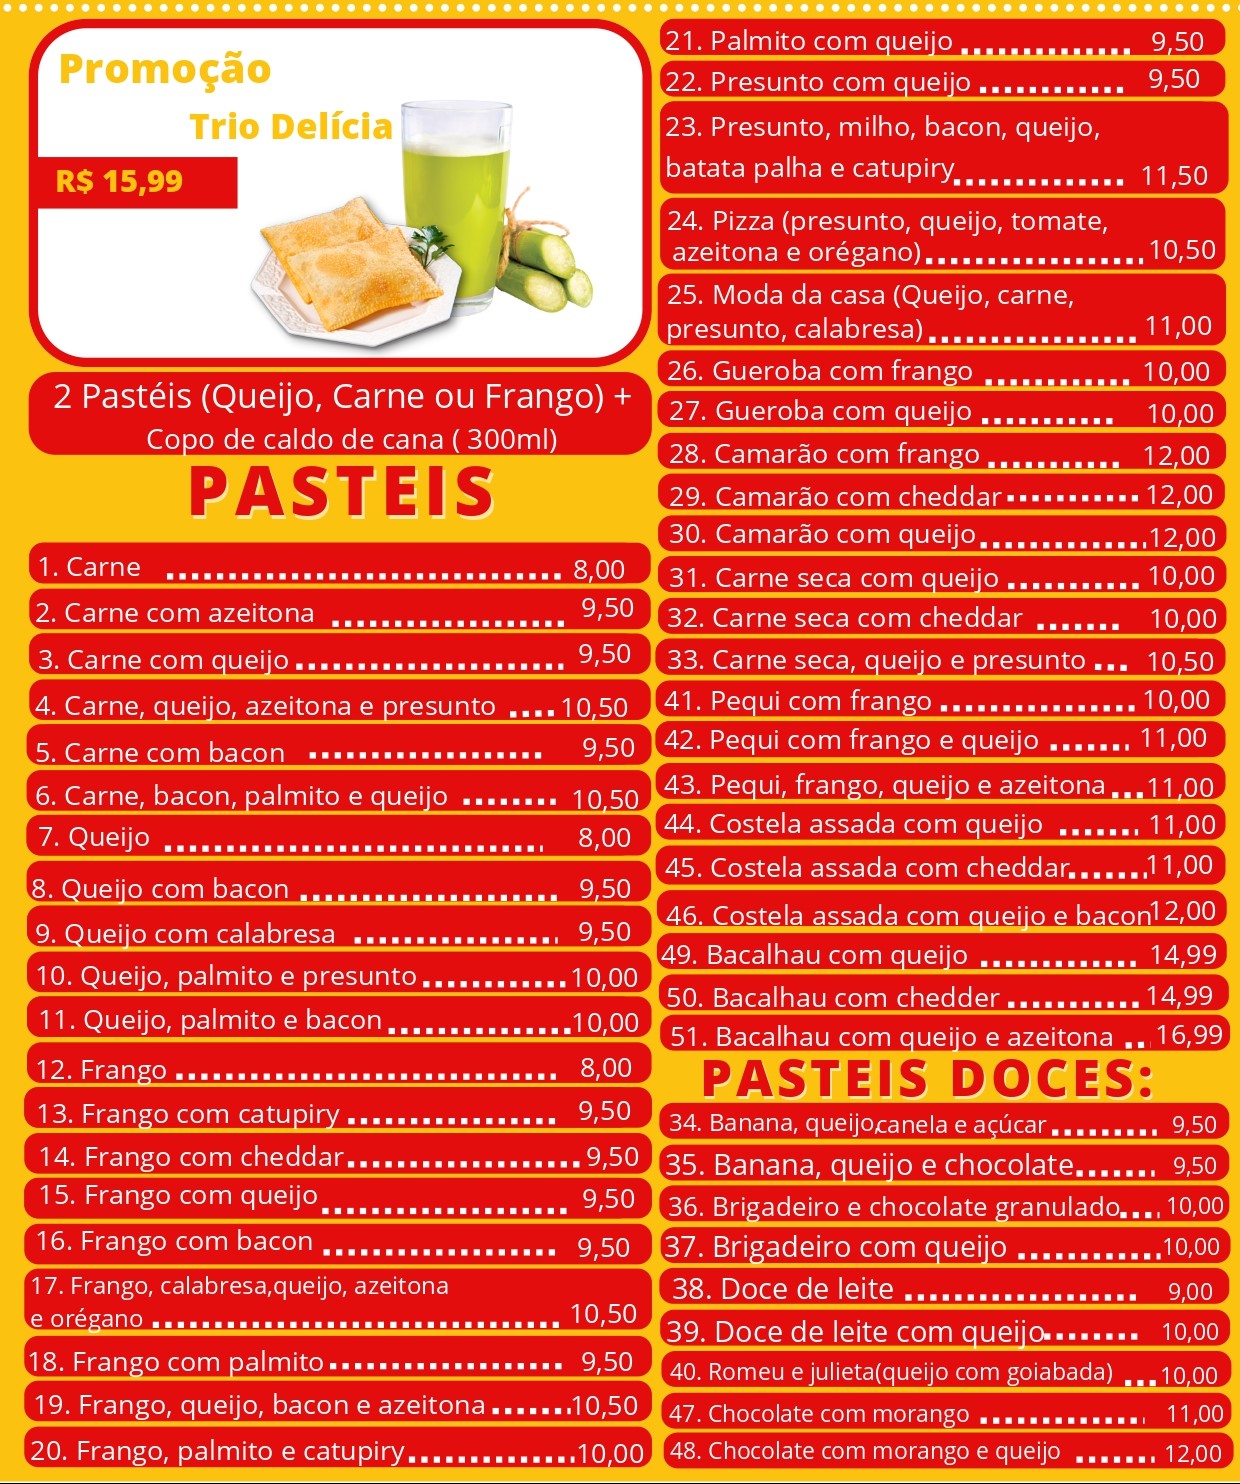 Promoção
Trio Delícia
R$ 15,99
2 Pastéis (Queijo, Carne ou Frango) +
Copo de caldo de cana ( 300ml)
PASTEIS
1. Carne ........ 8,00
2. Carne com azeitona ........ 9,50
3. Carne com queijo ........ 9,50
4. Carne, queijo, azeitona e presunto .... 10,50
5. Carne com bacon ........ 9,50
6. Carne, bacon, palmito e queijo ........ 10,50
7. Queijo ........ 8,00
8. Queijo com bacon ........ 9,50
9. Queijo com calabresa ........ 9,50
10. Queijo, palmito e presunto ........ 10,00
11. Queijo, palmito e bacon ........ 10,00
12. Frango ........ 8,00
13. Frango com catupiry ........ 9,50
14. Frango com cheddar ........ 9,50
15. Frango com queijo ........ 9,50
16. Frango com bacon ........ 9,50
17. Frango, calabresa,queijo, azeitona
e orégano ........ 10,50
18. Frango com palmito ........ 9,50
19. Frango, queijo, bacon e azeitona ........ 10,50
20. Frango, palmito e catupiry ........ 10,00
21. Palmito com queijo ........ 9,50
22. Presunto com queijo ........ 9,50
23. Presunto, milho, bacon, queijo,
batata palha e catupiry ........ 11,50
24. Pizza (presunto, queijo, tomate,
azeitona e orégano) ........ 10,50
25. Moda da casa (Queijo, carne,
presunto, calabresa) ........ 11,00
26. Gueroba com frango ........ 10,00
27. Gueroba com queijo ........ 10,00
28. Camarão com frango ........ 12,00
29. Camarão com cheddar ........ 12,00
30. Camarão com queijo ........ 12,00
31. Carne seca com queijo ........ 10,00
32. Carne seca com cheddar ....... 10,00
33. Carne seca, queijo e presunto ... 10,50
41. Pequi com frango ........ 10,00
42. Pequi com frango e queijo ....... 11,00
43. Pequi, frango, queijo e azeitona ... 11,00
44. Costela assada com queijo ....... 11,00
45. Costela assada com cheddar ....... 11,00
46. Costela assada com queijo e bacon 12,00
49. Bacalhau com queijo ........ 14,99
50. Bacalhau com chedder ........ 14,99
51. Bacalhau com queijo e azeitona ... 16,99
PASTEIS DOCES:
34. Banana, queijo,canela e açúcar ........ 9,50
35. Banana, queijo e chocolate ....... 9,50
36. Brigadeiro e chocolate granulado .... 10,00
37. Brigadeiro com queijo ........ 10,00
38. Doce de leite ........ 9,00
39. Doce de leite com queijo ........ 10,00
40. Romeu e julieta(queijo com goiabada) ... 10,00
47. Chocolate com morango ........ 11,00
48. Chocolate com morango e queijo ....... 12,00